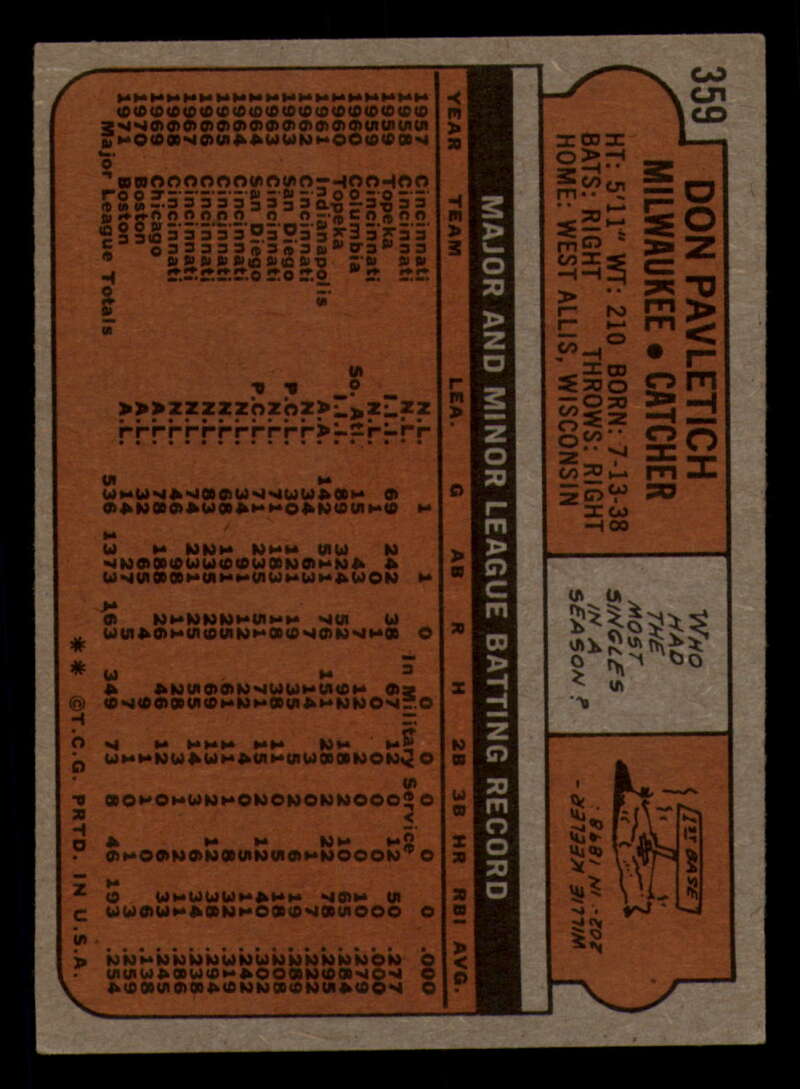 359
DON PAVLETICH
MILWAUKEE • CATCHER
HT: 5'11" WT: 210 BORN: 7-13-38
BATS: RIGHT THROWS: RIGHT
HOME: WEST ALLIS, WISCONSIN
WHO
HAD
THE
MOST
SINGLES
IN A
SEASON?
1ST BASE
WILLIE KEELER-
202- IN 1898.
MAJOR AND MINOR LEAGUE BATTING RECORD
YEAR TEAM LEA. G AB R H 2B 3B HR RBI AVG.
1957 Cincinnati N.L. 1 1 0 0 0 0 0 0 .000
1958 Cincinnati N.L. In Military Service
1959 Topeka I.I.I. 69 242 38 67 12 0 12 50 .277
1959 Cincinnati N.L. 1 0 1 0 0 0 0 0 .000
1960 Columbia So. Atl. 15 43 7 12 2 0 0 10 .279
1960 Topeka I.I.I. 89 324 52 92 18 2 10 65 .284
1961 Indianapolis A.A. 142 511 76 151 28 2 22 78 .295
1962 Cincinnati N.L. 34 63 7 14 3 0 1 7 .222
1963 San Diego P.C.L. 30 121 19 35 5 2 6 19 .289
1963 Cincinnati N.L. 71 183 18 38 11 0 5 18 .208
1964 San Diego P.C.L. 71 235 51 71 15 2 12 40 .302
1964 Cincinnati N.L. 34 91 12 22 4 0 5 11 .242
1965 Cincinnati N.L. 68 191 25 61 11 1 8 32 .319
1966 Cincinnati N.L. 83 235 29 69 13 2 12 38 .294
1967 Cincinnati N.L. 74 231 25 55 14 3 6 34 .238
1968 Cincinnati N.L. 46 98 11 28 3 1 2 11 .286
1969 Chicago A.L. 78 188 26 46 12 0 6 33 .245
1970 Boston A.L. 32 65 4 9 1 1 0 6 .138
1971 Boston A.L. 14 27 5 7 1 0 1 3 .259
Major League Totals 536 1373 163 349 73 8 46 193 .254
** ©T.C.G. PRTD. IN U.S.A.